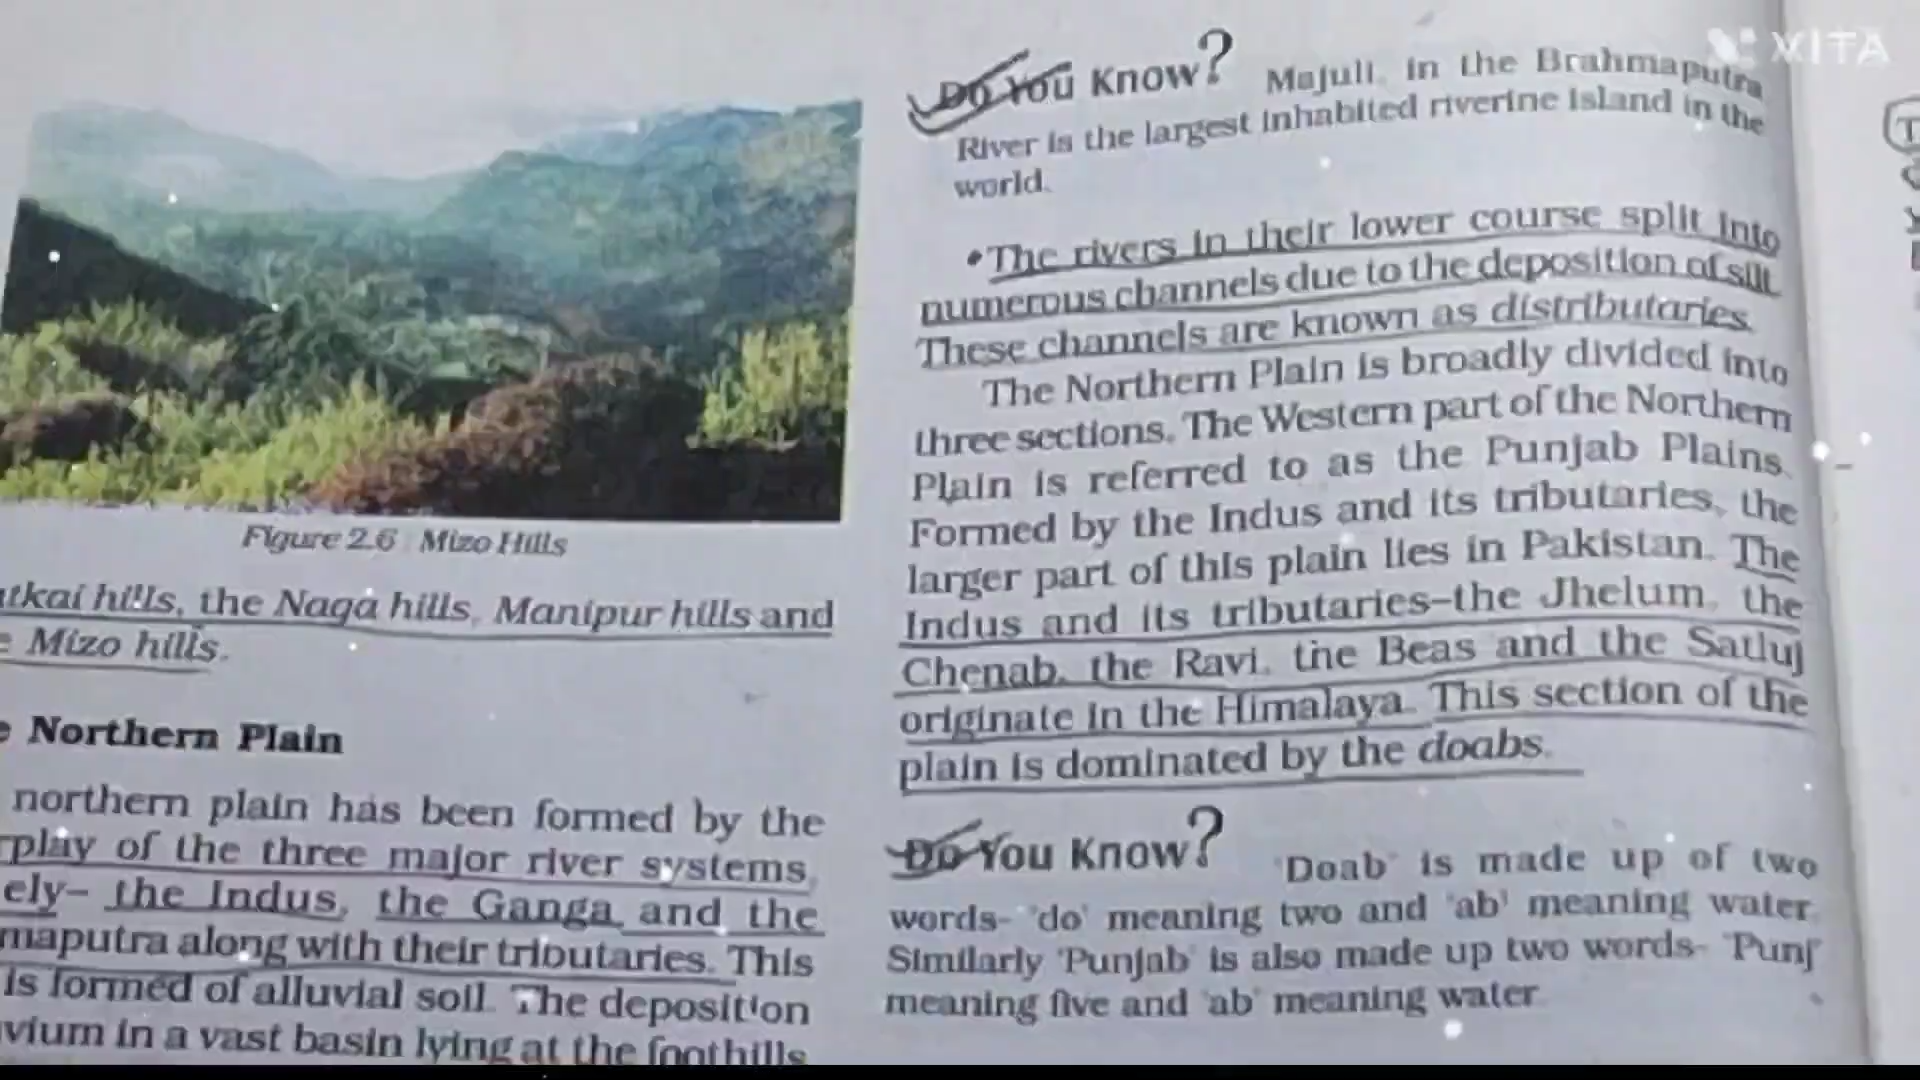 Figure 2.6 : Mizo Hills
hills, the Naga hills, Manipur hills and
Mizo hills.
Northern Plain
northern plain has been formed by the
play of the three major river systems,
the Indus, the Ganga and the
along with their tributaries. This
is formed of alluvial soil. The deposition
in a vast basin lying at the foothills
Do You Know? Majuli, in the Brahmaputra
River is the largest inhabited riverine island in the
world.
•The rivers in their lower course split into
numerous channels due to the deposition of silt.
These channels are known as distributaries.
The Northern Plain is broadly divided into
three sections. The Western part of the Northern
Plain is referred to as the Punjab Plains.
Formed by the Indus and its tributaries, the
larger part of this plain lies in Pakistan. The
Indus and its tributaries–the Jhelum, the
Chenab, the Ravi, the Beas and the Satluj
originate in the Himalaya. This section of the
plain is dominated by the doabs.
Do You Know? 'Doab' is made up of two
words– 'do' meaning two and 'ab' meaning water.
Similarly 'Punjab' is also made up two words– 'Punj'
meaning five and 'ab' meaning water.
XITA